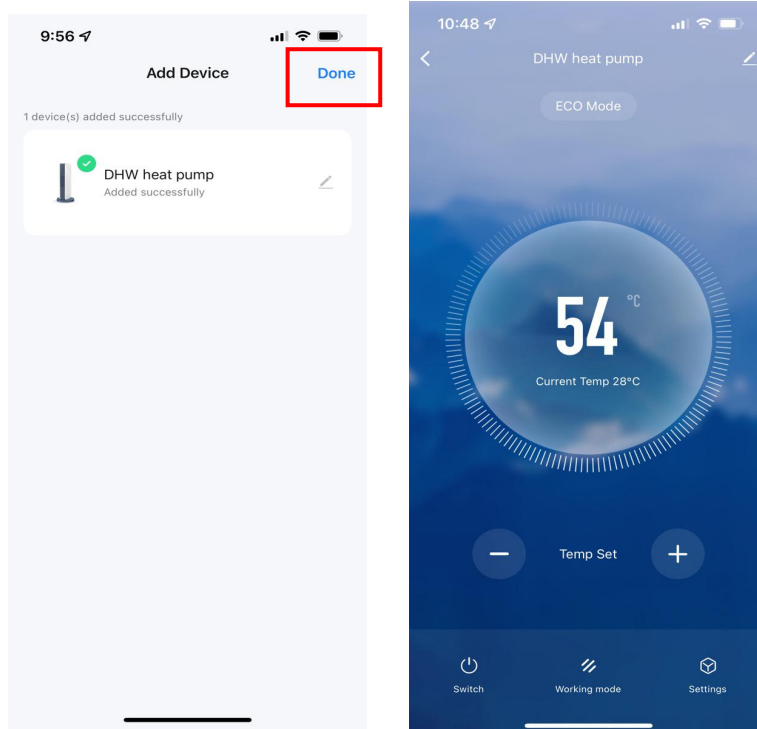 9:56
Add Device
Done
1 device(s) added successfully
DHW heat pump
Added successfully
10:48
DHW heat pump
ECO Mode
54 °C
Current Temp 28°C
Temp Set
Switch
Working mode
Settings